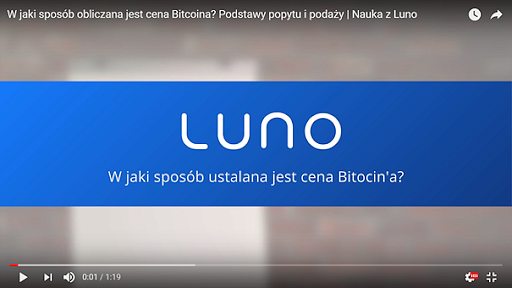 W jaki sposób obliczana jest cena Bitcoina? Podstawy popytu i podaży | Nauka z Luno
LUNO
W jaki sposób ustalana jest cena Bitocin'a?
0:01 / 1:19